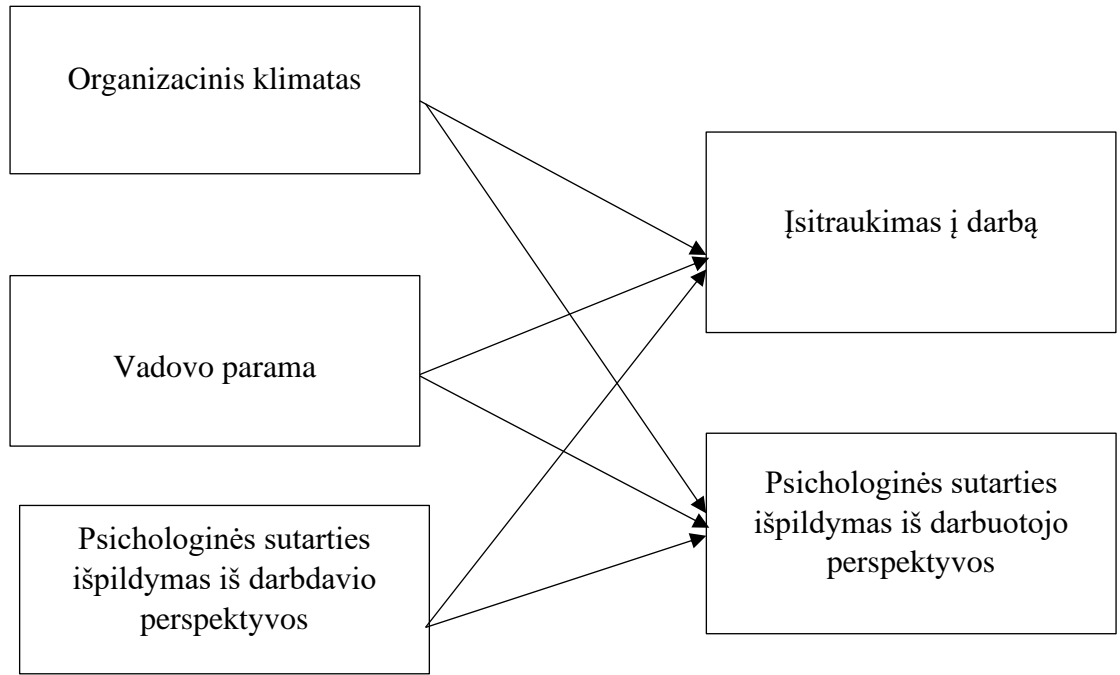 Organizacinis klimatas
Įsitraukimas į darbą
Vadovo parama
Psichologinės sutarties
išpildymas iš darbuotojo
perspektyvos
Psichologinės sutarties
išpildymas iš darbdavio
perspektyvos